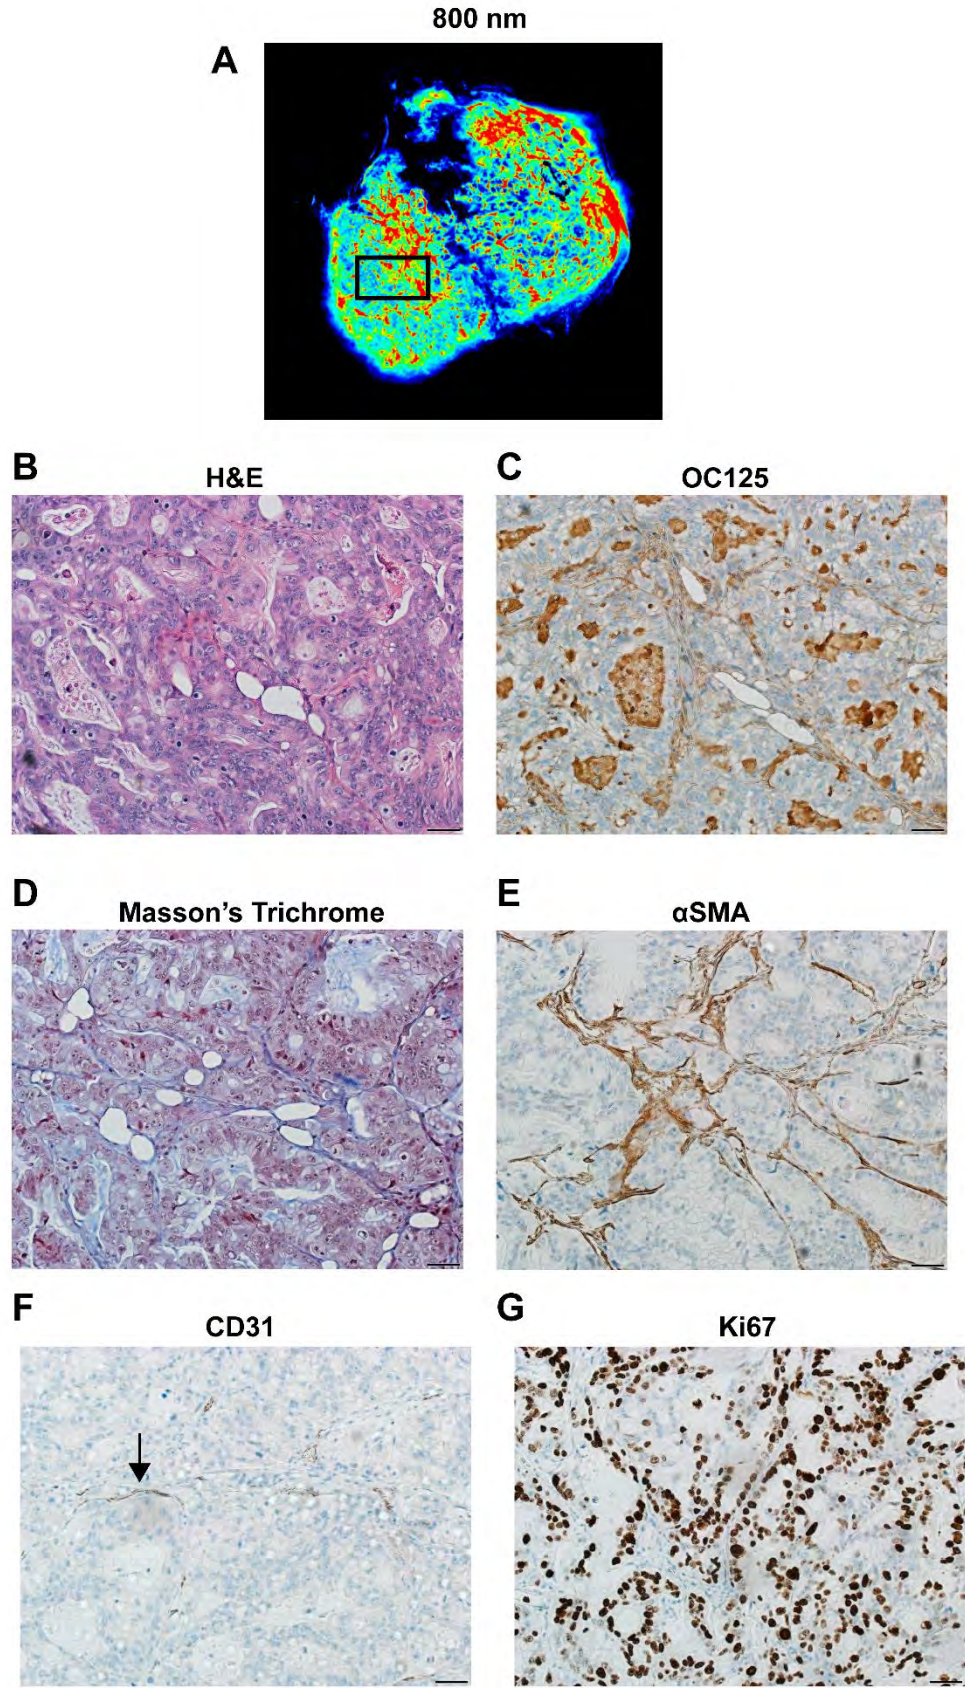 800 nm
A
B
H&E
C
OC125
D
Masson's Trichrome
E
αSMA
F
CD31
G
Ki67